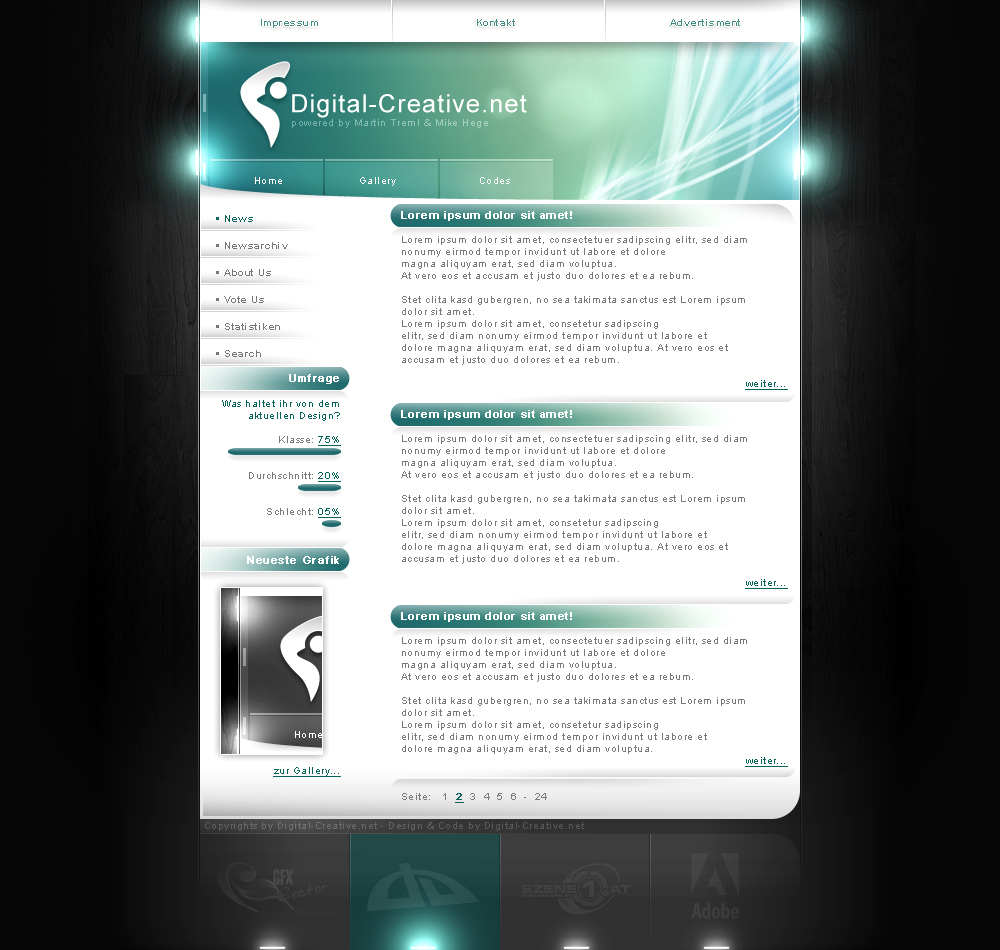 Impressum
Kontakt
Advertisment
Digital-Creative.net
powered by Martin Treml & Mike Hege
Home
Gallery
Codes
• News
• Newsarchiv
• About Us
• Vote Us
• Statistiken
• Search
Umfrage
Was haltet ihr von dem
aktuellen Design?
Klasse: 75%
Durchschnitt: 20%
Schlecht: 05%
Neueste Grafik
Home
zur Gallery...
Lorem ipsum dolor sit amet!
Lorem ipsum dolor sit amet, consectetuer sadipscing elitr, sed diam
nonumy eirmod tempor invidunt ut labore et dolore
magna aliquyam erat, sed diam voluptua.
At vero eos et accusam et justo duo dolores et ea rebum.
Stet clita kasd gubergren, no sea takimata sanctus est Lorem ipsum
dolor sit amet.
Lorem ipsum dolor sit amet, consetetur sadipscing
elitr, sed diam nonumy eirmod tempor invidunt ut labore et
dolore magna aliquyam erat, sed diam voluptua. At vero eos et
accusam et justo duo dolores et ea rebum.
weiter...
Lorem ipsum dolor sit amet!
Lorem ipsum dolor sit amet, consectetuer sadipscing elitr, sed diam
nonumy eirmod tempor invidunt ut labore et dolore
magna aliquyam erat, sed diam voluptua.
At vero eos et accusam et justo duo dolores et ea rebum.
Stet clita kasd gubergren, no sea takimata sanctus est Lorem ipsum
dolor sit amet.
Lorem ipsum dolor sit amet, consetetur sadipscing
elitr, sed diam nonumy eirmod tempor invidunt ut labore et
dolore magna aliquyam erat, sed diam voluptua. At vero eos et
accusam et justo duo dolores et ea rebum.
weiter...
Lorem ipsum dolor sit amet!
Lorem ipsum dolor sit amet, consectetuer sadipscing elitr, sed diam
nonumy eirmod tempor invidunt ut labore et dolore
magna aliquyam erat, sed diam voluptua.
At vero eos et accusam et justo duo dolores et ea rebum.
Stet clita kasd gubergren, no sea takimata sanctus est Lorem ipsum
dolor sit amet.
Lorem ipsum dolor sit amet, consetetur sadipscing
elitr, sed diam nonumy eirmod tempor invidunt ut labore et
dolore magna aliquyam erat, sed diam voluptua.
weiter...
Seite: 1 2 3 4 5 6 - 24
Copyrights by Digital-Creative.net - Design & Code by Digital-Creative.net
GFX
Creator
SZENE1.AT
Adobe